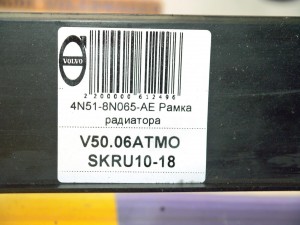 VOLVO
2200000612496
4N51-8N065-AE Рамка
радиатора
V50.06ATMO
SKRU10-18